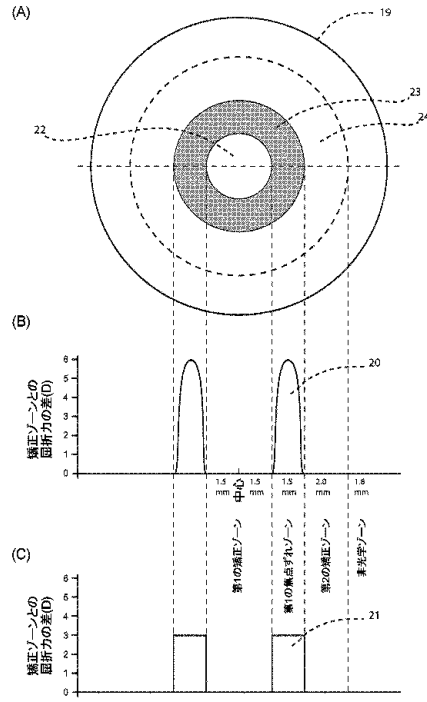 (A)
19
23
24
22
(B)
矯正ゾーンとの
屈折力の差(D)
6
5
4
3
2
1
0
20
1.5
mm
中心
1.5
mm
1.5
mm
2.0
mm
1.8
mm
第1の矯正ゾーン
第1の焦点ずれゾーン
第2の矯正ゾーン
非光学ゾーン
(C)
矯正ゾーンとの
屈折力の差(D)
6
5
4
3
2
1
0
21